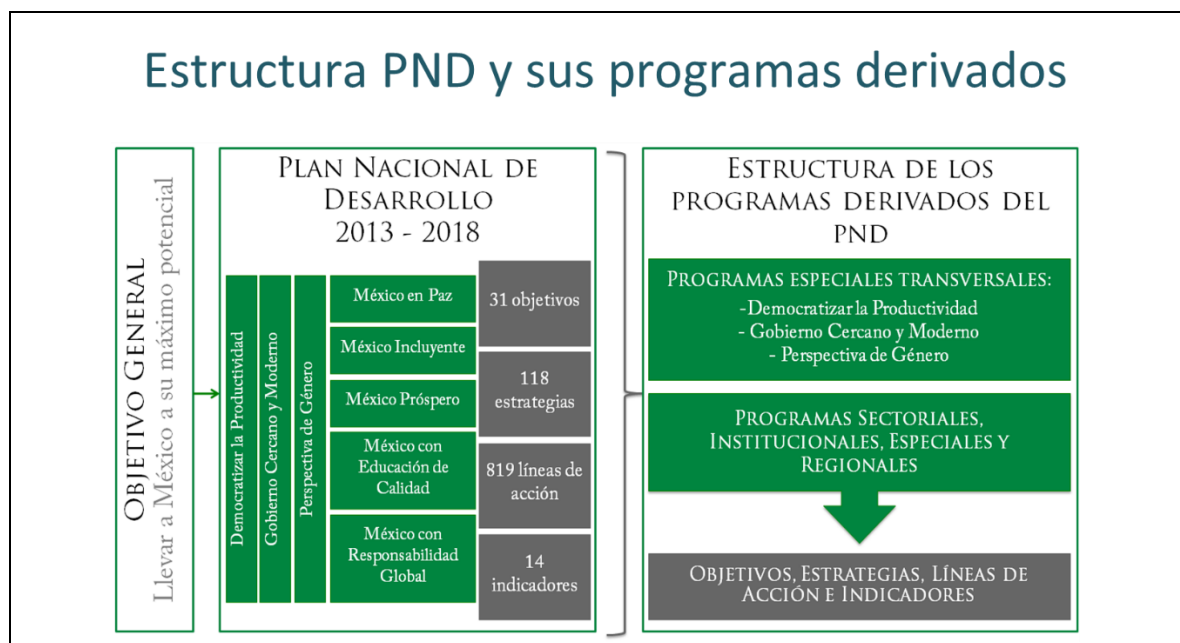 Estructura PND y sus programas derivados
OBJETIVO GENERAL
Llevar a México a su máximo potencial
PLAN NACIONAL DE
DESARROLLO
2013 - 2018
Democratizar la Productividad
Gobierno Cercano y Moderno
Perspectiva de Género
México en Paz
México Incluyente
México Próspero
México con
Educación de
Calidad
México con
Responsabilidad
Global
31 objetivos
118
estrategias
819 líneas de
acción
14
indicadores
ESTRUCTURA DE LOS
PROGRAMAS DERIVADOS DEL
PND
PROGRAMAS ESPECIALES TRANSVERSALES:
-Democratizar la Productividad
- Gobierno Cercano y Moderno
- Perspectiva de Género
PROGRAMAS SECTORIALES,
INSTITUCIONALES, ESPECIALES Y
REGIONALES
OBJETIVOS, ESTRATEGIAS, LÍNEAS DE
ACCIÓN E INDICADORES